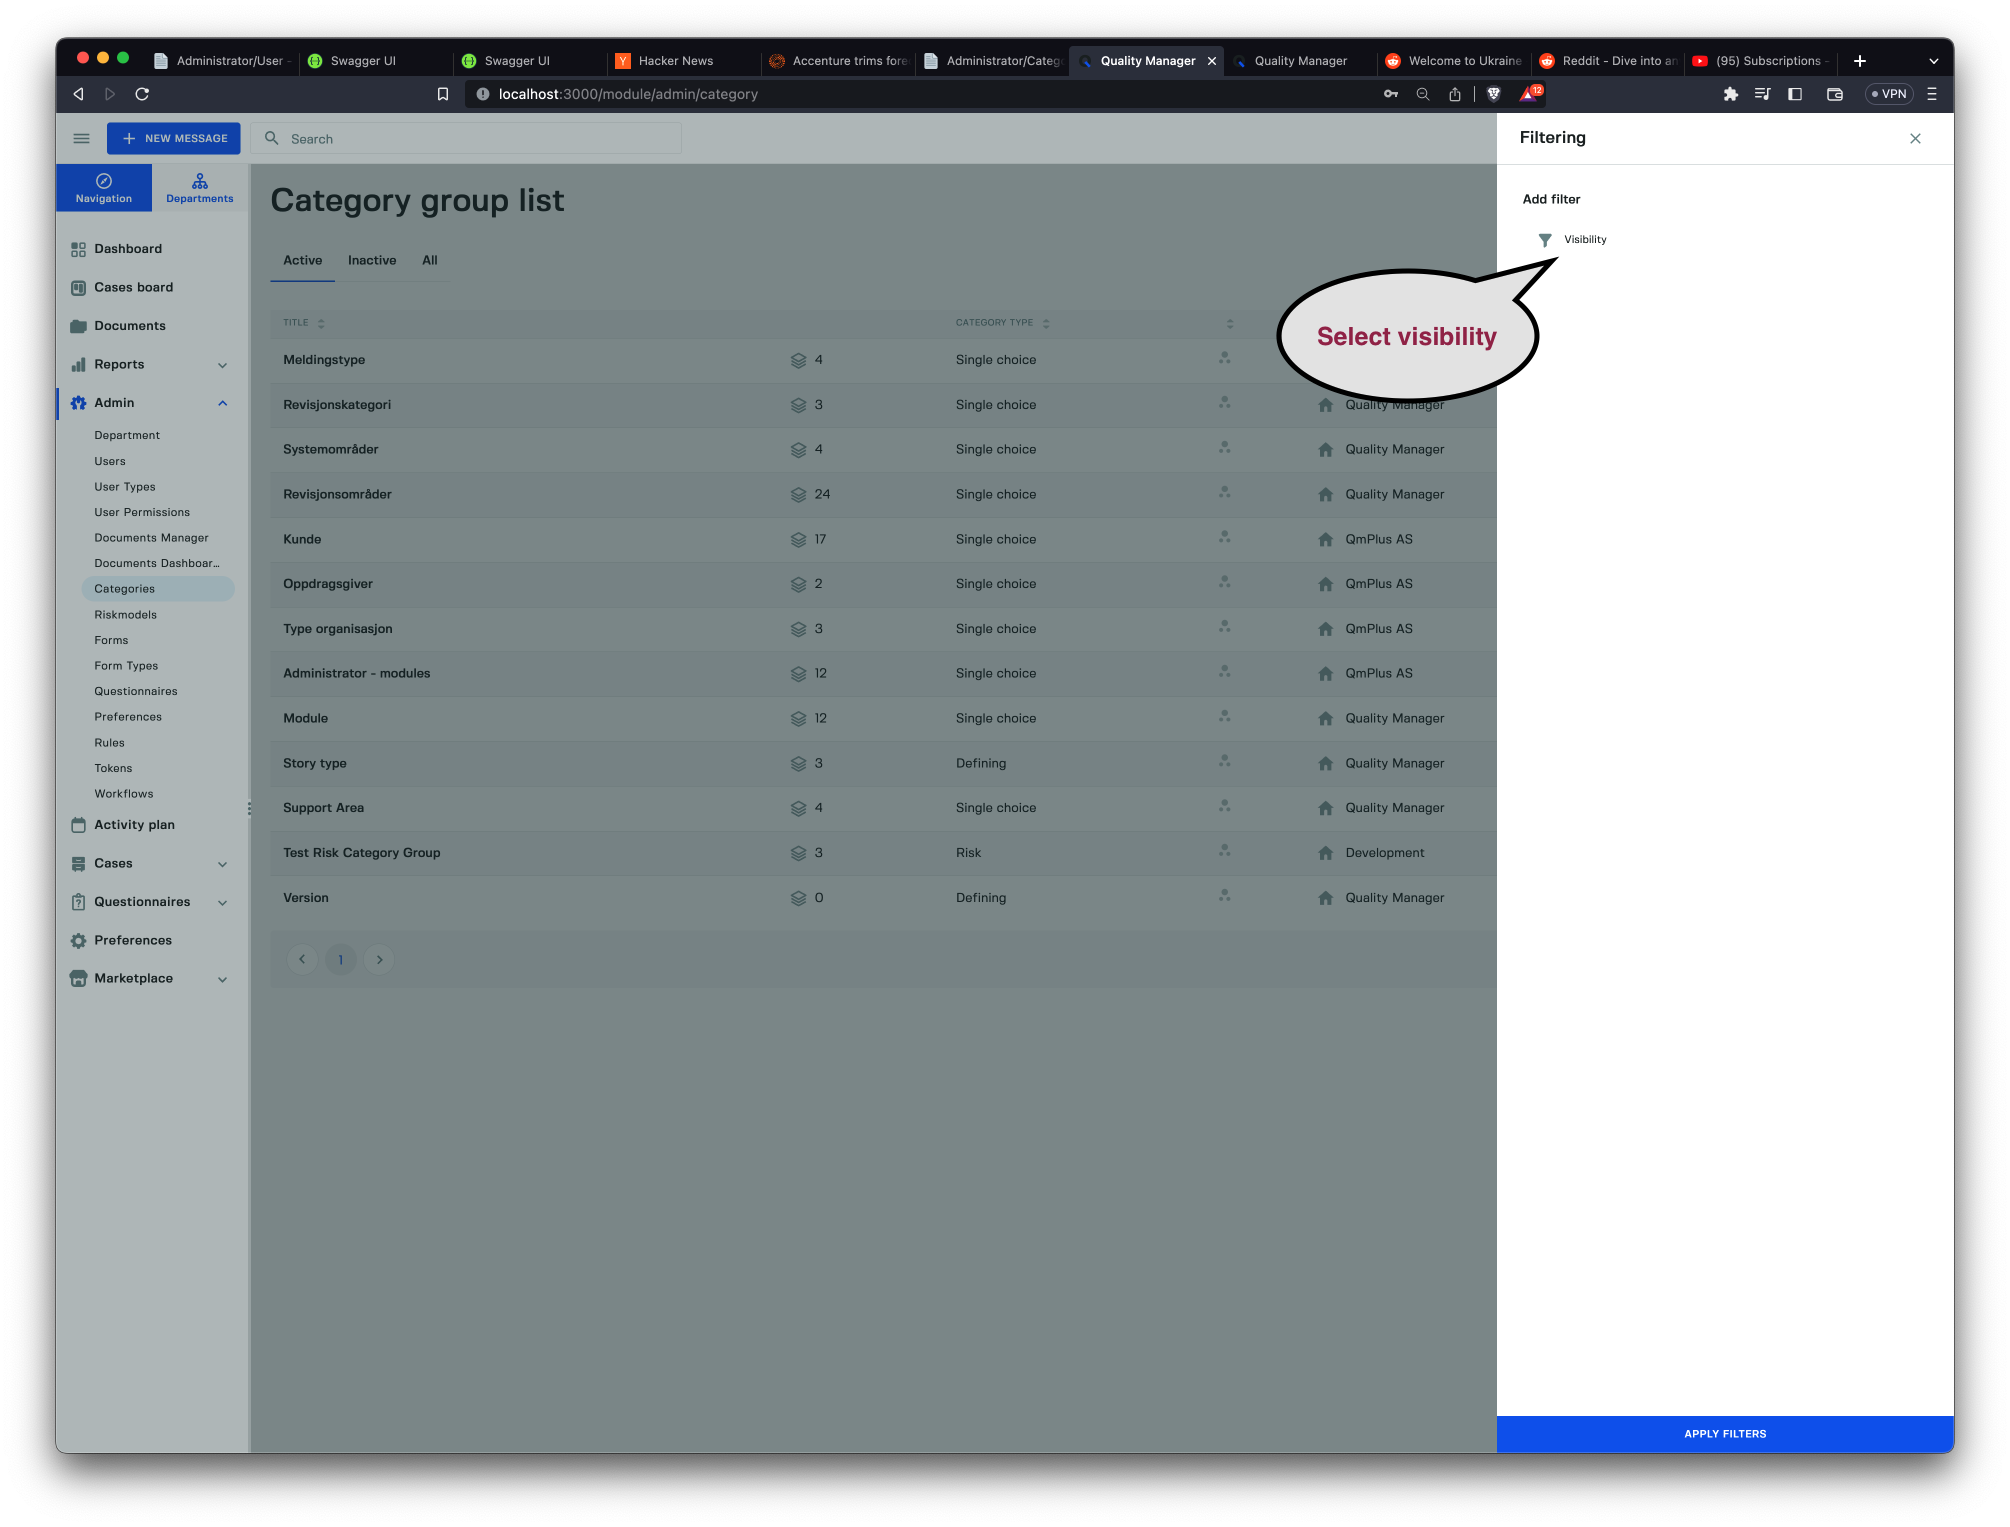 Administrator/User -
Swagger UI
Swagger UI
Hacker News
Accenture trims fore
Administrator/Catego
Quality Manager
Quality Manager
Welcome to Ukraine
Reddit - Dive into an
(95) Subscriptions -
localhost:3000/module/admin/category
12
VPN
NEW MESSAGE
Search
Filtering
Navigation
Departments
Category group list
Add filter
Visibility
Select visibility
Dashboard
Cases board
Documents
Reports
Admin
Department
Users
User Types
User Permissions
Documents Manager
Documents Dashboar...
Categories
Riskmodels
Forms
Form Types
Questionnaires
Preferences
Rules
Tokens
Workflows
Activity plan
Cases
Questionnaires
Preferences
Marketplace
Active Inactive All
TITLE CATEGORY TYPE
Meldingstype 4 Single choice
Revisjonskategori 3 Single choice Quality Manager
Systemområder 4 Single choice Quality Manager
Revisjonsområder 24 Single choice Quality Manager
Kunde 17 Single choice QmPlus AS
Oppdragsgiver 2 Single choice QmPlus AS
Type organisasjon 3 Single choice QmPlus AS
Administrator - modules 12 Single choice QmPlus AS
Module 12 Single choice Quality Manager
Story type 3 Defining Quality Manager
Support Area 4 Single choice Quality Manager
Test Risk Category Group 3 Risk Development
Version 0 Defining Quality Manager
1
APPLY FILTERS